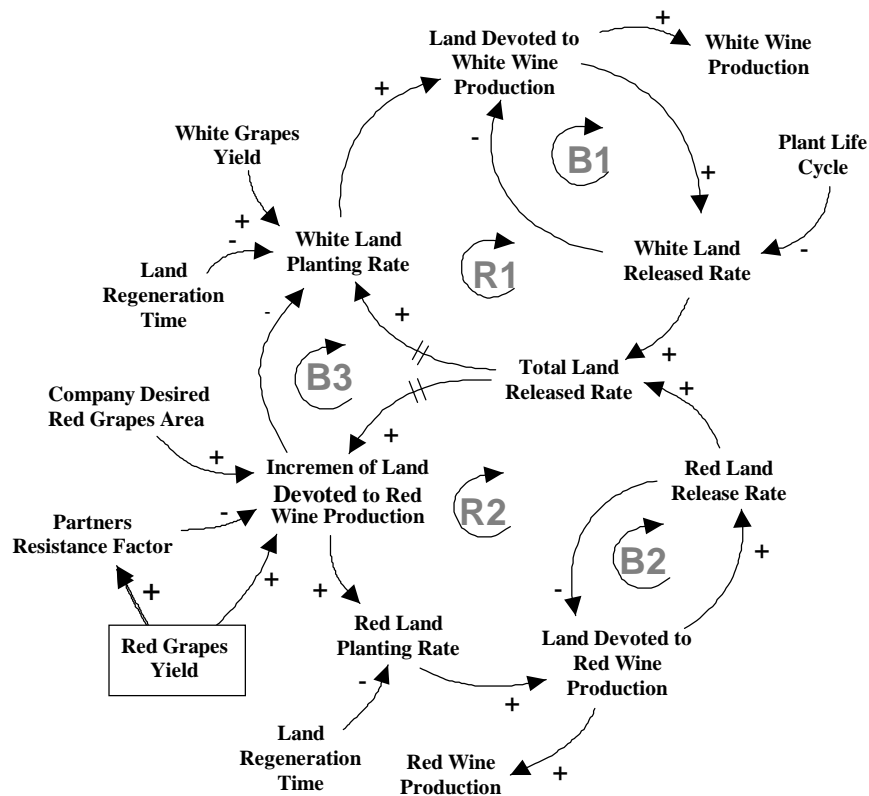 Land Devoted to
White Wine
Production
+
White Wine
Production
+
White Grapes
Yield
-
B1
Plant Life
Cycle
+
+
-
White Land
Planting Rate
R1
White Land
Released Rate
-
Land
Regeneration
Time
-
+
B3
+
Total Land
Released Rate
+
Company Desired
Red Grapes Area
+
+
Incremen of Land
Devoted to Red
Wine Production
Red Land
Release Rate
R2
Partners
Resistance Factor
-
B2
+
+
+
+
-
Red Grapes
Yield
Red Land
Planting Rate
Land Devoted to
Red Wine
Production
-
+
Land
Regeneration
Time
Red Wine
Production
+